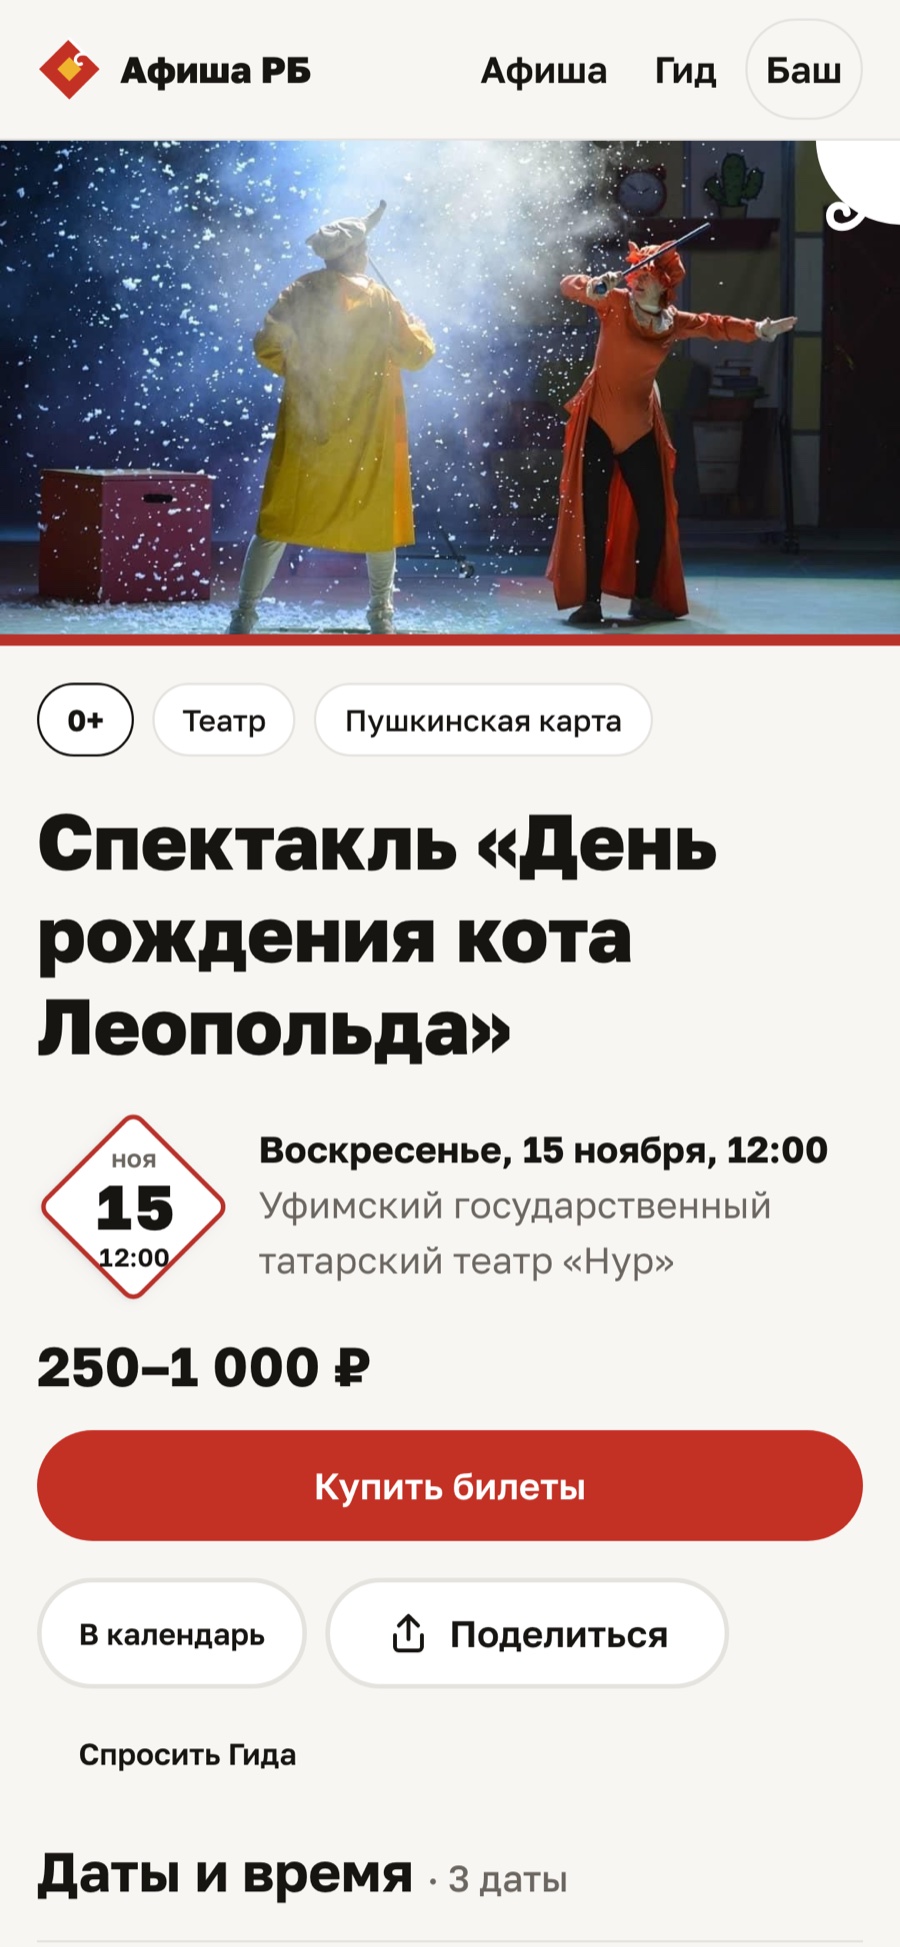 Афиша РБ
Афиша
Гид
Баш
0+
Театр
Пушкинская карта
Спектакль «День
рождения кота
Леопольда»
ноя
15
12:00
Воскресенье, 15 ноября, 12:00
Уфимский государственный
татарский театр «Нур»
250–1 000 ₽
Купить билеты
В календарь
Поделиться
Спросить Гида
Даты и время · 3 даты